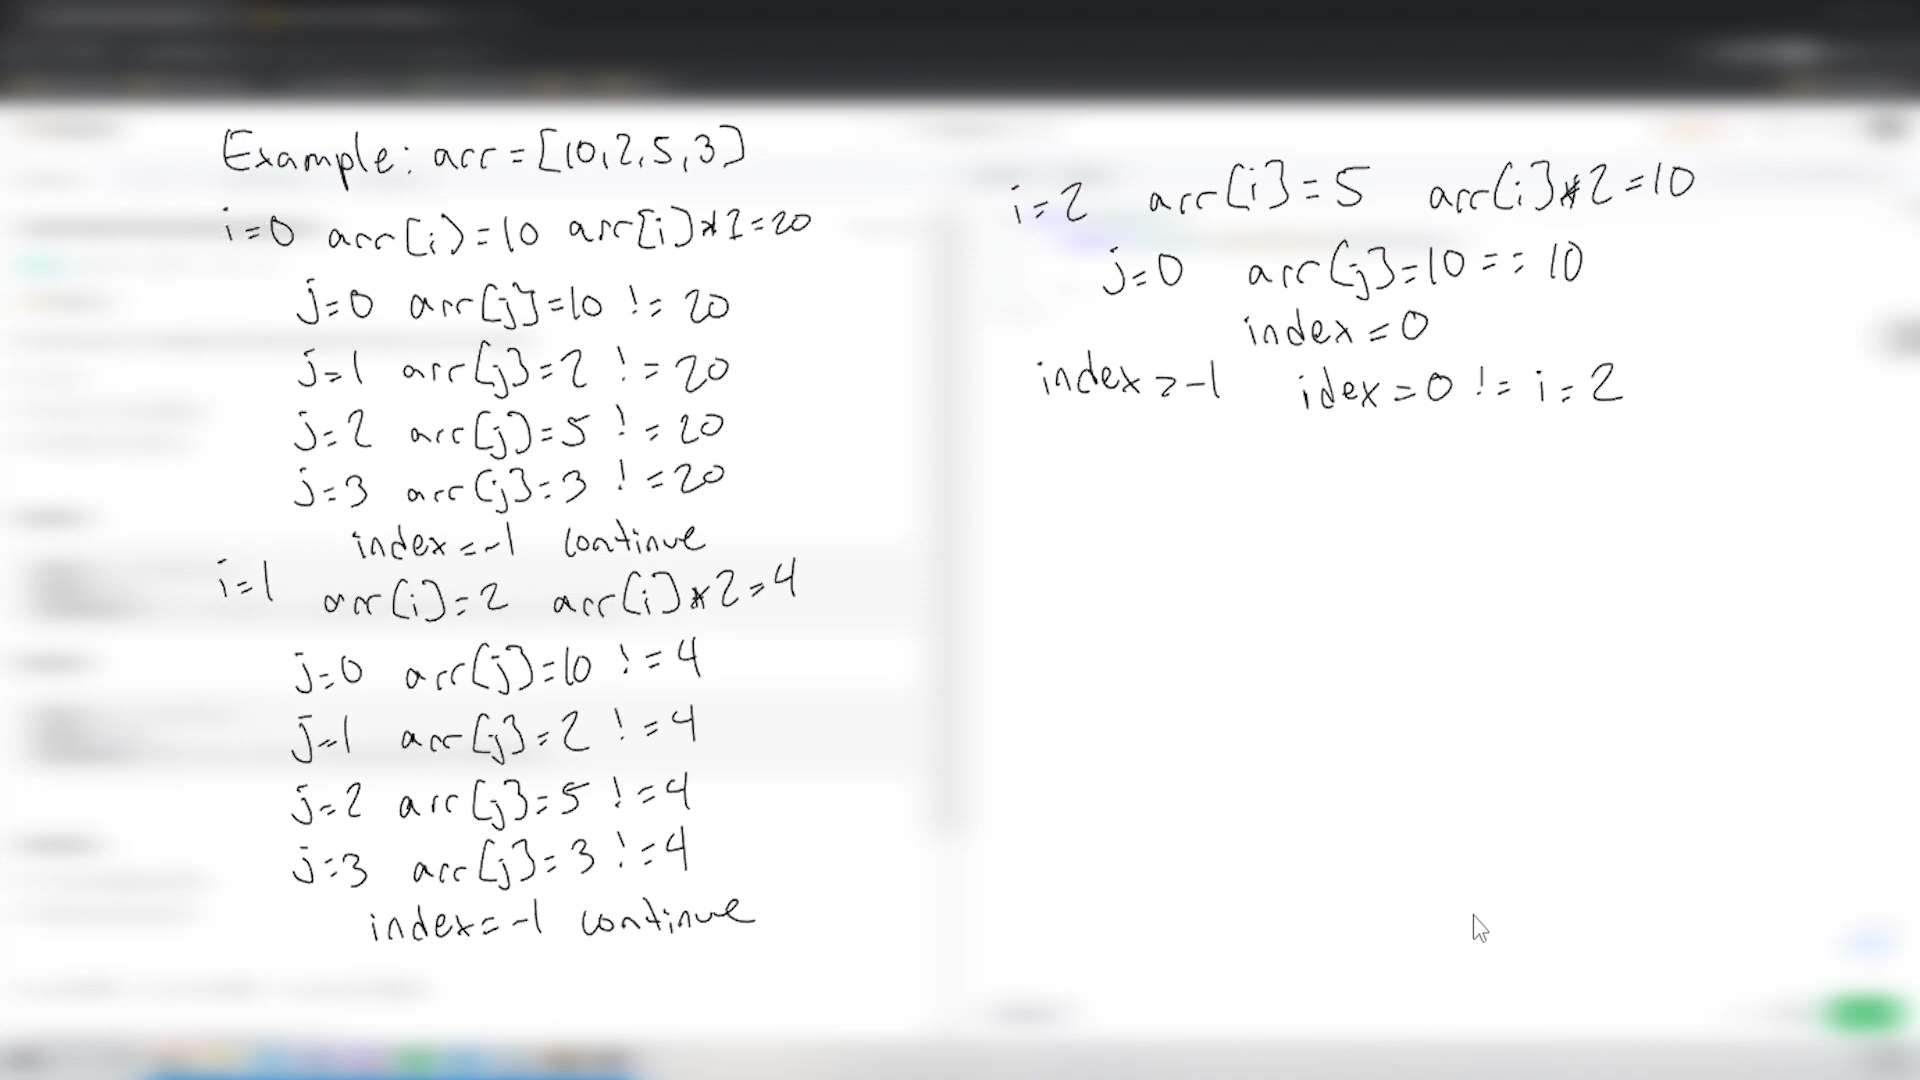 Example: arr = [10, 2, 5, 3]
i=0 arr[i]=10 arr[i]*2=20
j=0 arr[j]=10 != 20
j=1 arr[j]=2 != 20
j=2 arr[j]=5 != 20
j=3 arr[j]=3 != 20
index=-1 continue
i=1 arr[i]=2 arr[i]*2=4
j=0 arr[j]=10 !=4
j=1 arr[j]=2 !=4
j=2 arr[j]=5 !=4
j=3 arr[j]=3 !=4
index=-1 continue
i=2 arr[i]=5 arr[i]*2=10
j=0 arr[j]=10 == 10
index=0
index > -1 idex=0 != i=2